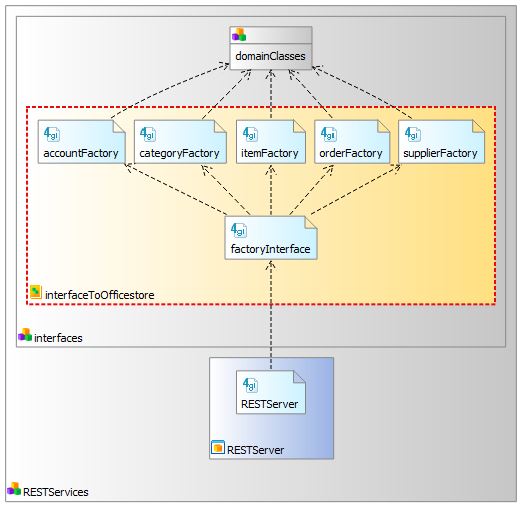 domainClasses
4gl
4gl
4gl
4gl
4gl
accountFactory
categoryFactory
itemFactory
orderFactory
supplierFactory
4gl
factoryInterface
interfaceToOfficestore
interfaces
4gl
RESTServer
RESTServer
RESTServices